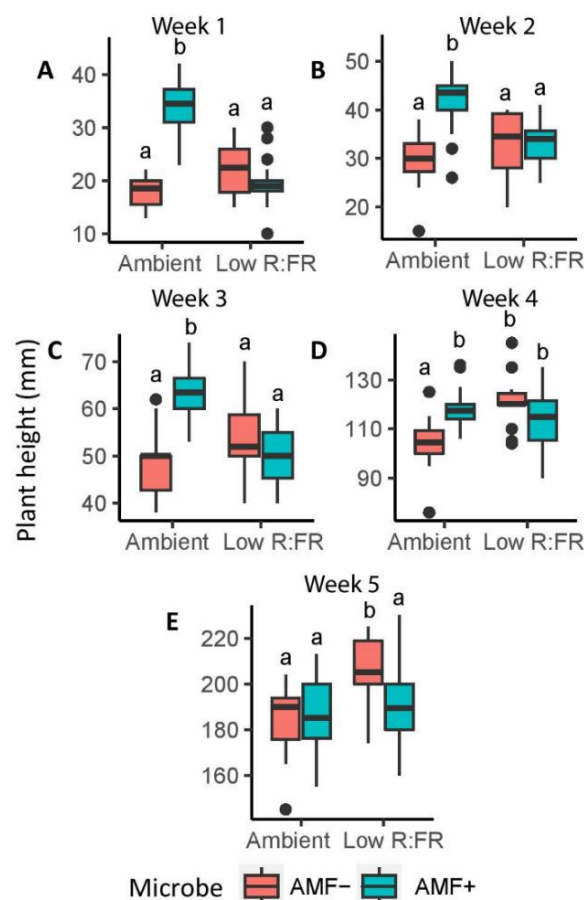 Week 1
Week 2
A
b
a
a
a
40
30
20
10
Ambient
Low R:FR
B
b
a
a
a
50
40
30
20
Ambient
Low R:FR
Week 3
Week 4
C
a
b
a
a
70
60
50
40
Ambient
Low R:FR
D
a
b
b
b
130
110
90
Ambient
Low R:FR
Plant height (mm)
Week 5
E
a
a
b
a
220
200
180
160
Ambient
Low R:FR
Microbe AMF− AMF+